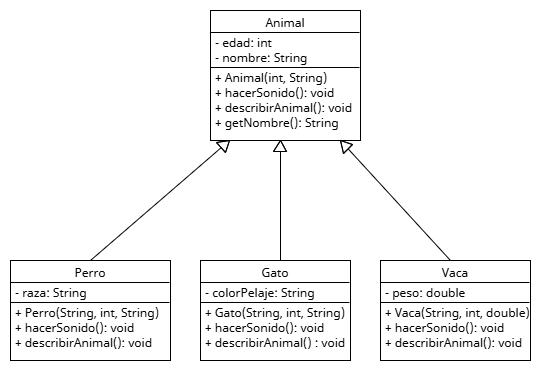 Animal
- edad: int
- nombre: String
+ Animal(int, String)
+ hacerSonido(): void
+ describirAnimal(): void
+ getNombre(): String
Perro
- raza: String
+ Perro(String, int, String)
+ hacerSonido(): void
+ describirAnimal(): void
Gato
- colorPelaje: String
+ Gato(String, int, String)
+ hacerSonido(): void
+ describirAnimal() : void
Vaca
- peso: double
+ Vaca(String, int, double)
+ hacerSonido(): void
+ describirAnimal(): void